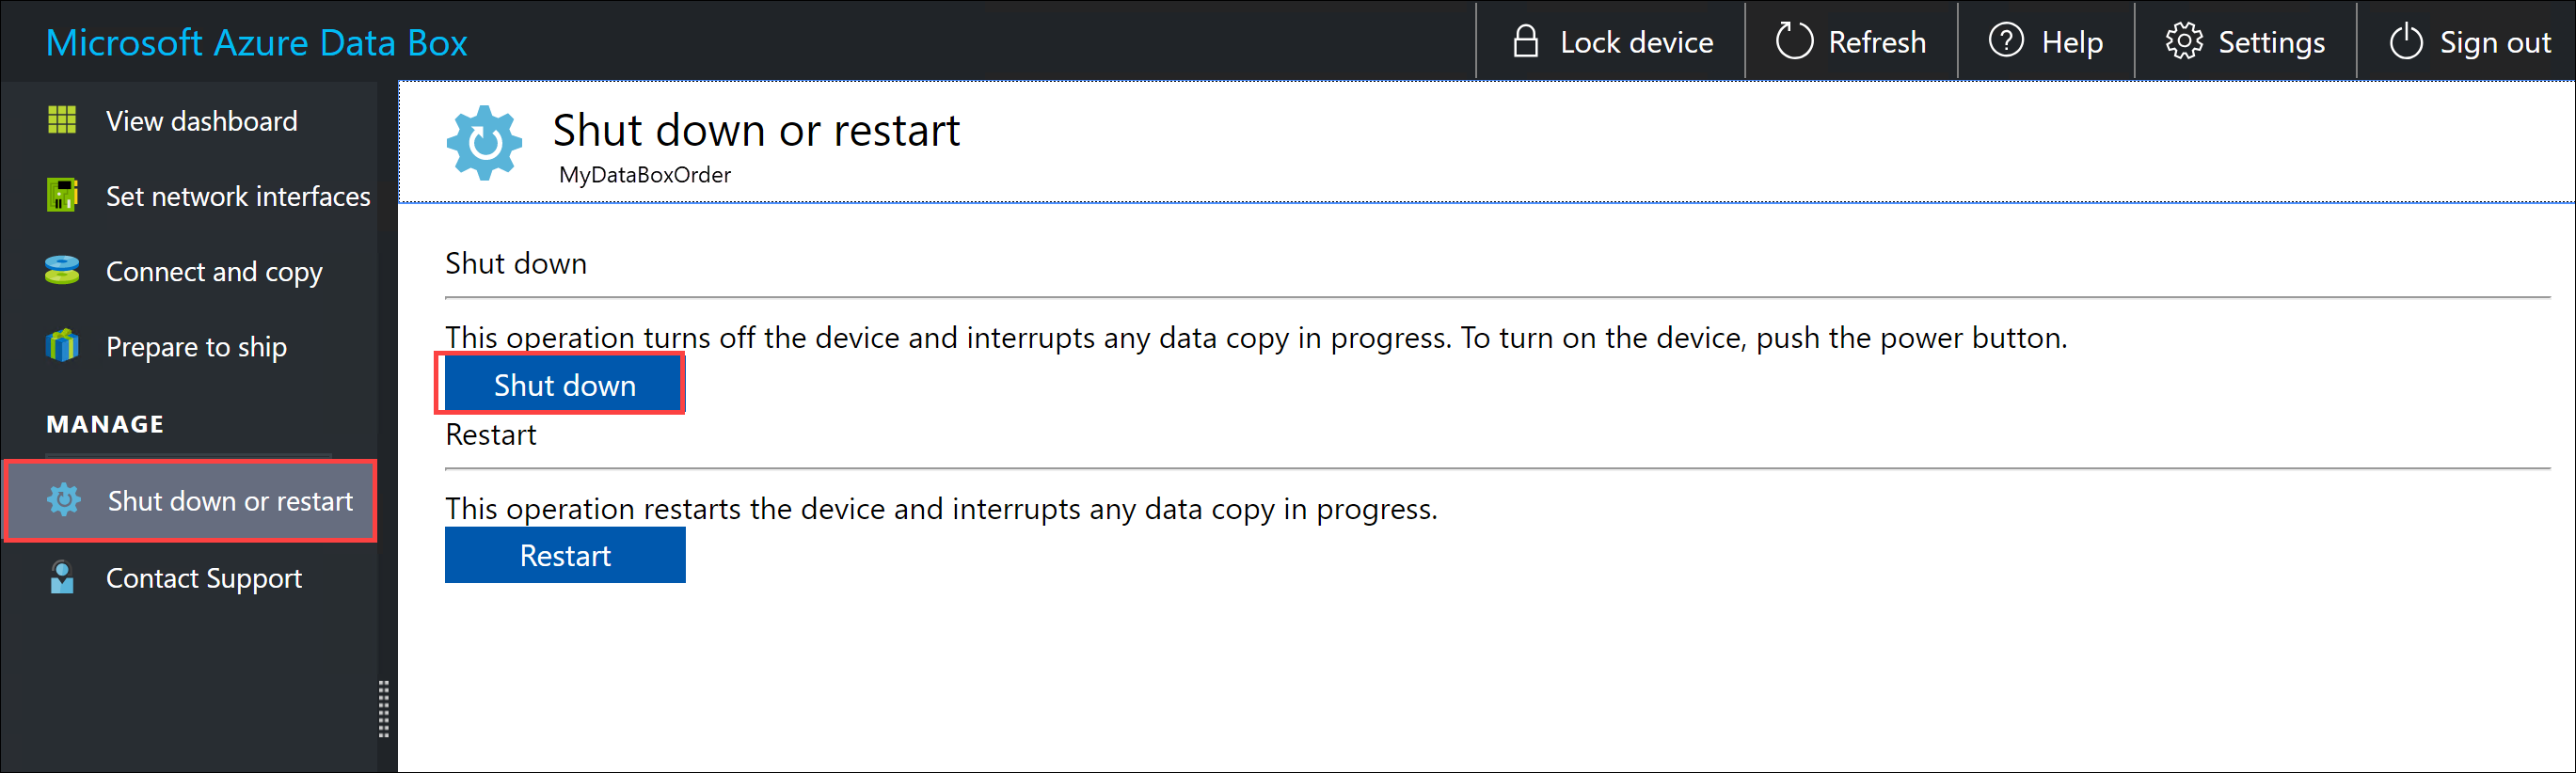 Microsoft Azure Data Box
Lock device
Refresh
Help
Settings
Sign out
View dashboard
Set network interfaces
Connect and copy
Prepare to ship
MANAGE
Shut down or restart
Contact Support
Shut down or restart
MyDataBoxOrder
Shut down
This operation turns off the device and interrupts any data copy in progress. To turn on the device, push the power button.
Shut down
Restart
This operation restarts the device and interrupts any data copy in progress.
Restart